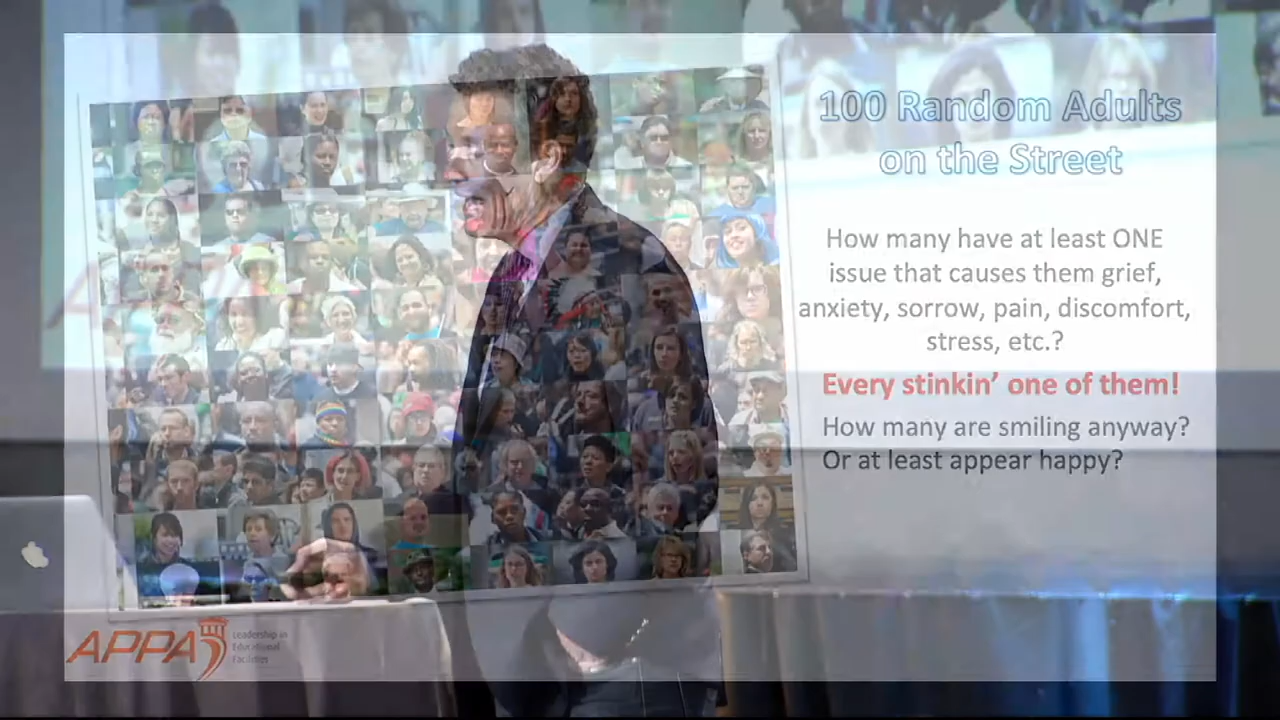 100 Random Adults
on the Street
How many have at least ONE
issue that causes them grief,
anxiety, sorrow, pain, discomfort,
stress, etc.?
Every stinkin’ one of them!
How many are smiling anyway?
Or at least appear happy?
APPA
Leadership in
Educational
Facilities